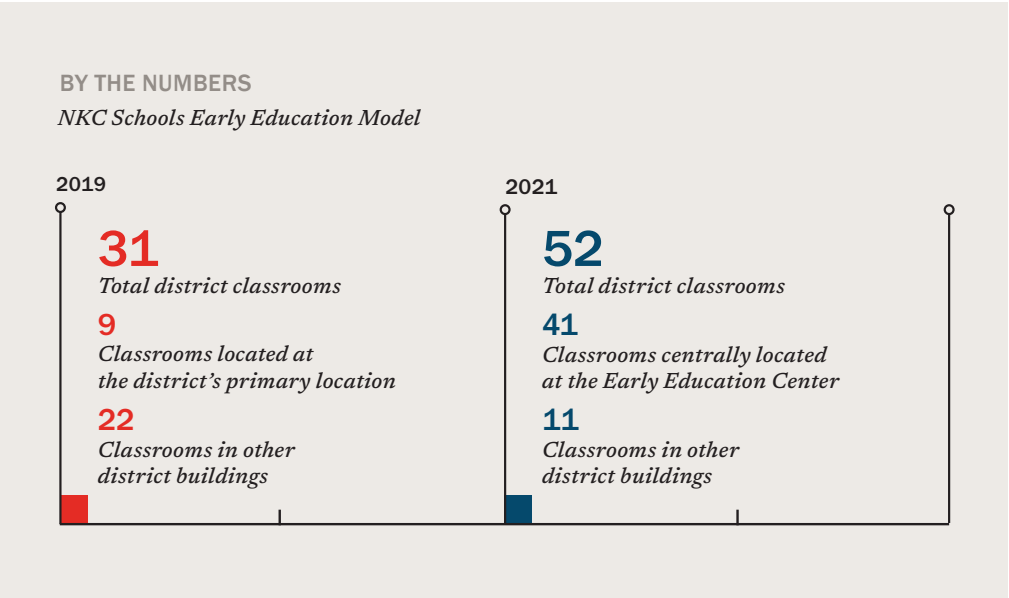 BY THE NUMBERS
NKC Schools Early Education Model
2019
31
Total district classrooms
9
Classrooms located at
the district’s primary location
22
Classrooms in other
district buildings
2021
52
Total district classrooms
41
Classrooms centrally located
at the Early Education Center
11
Classrooms in other
district buildings